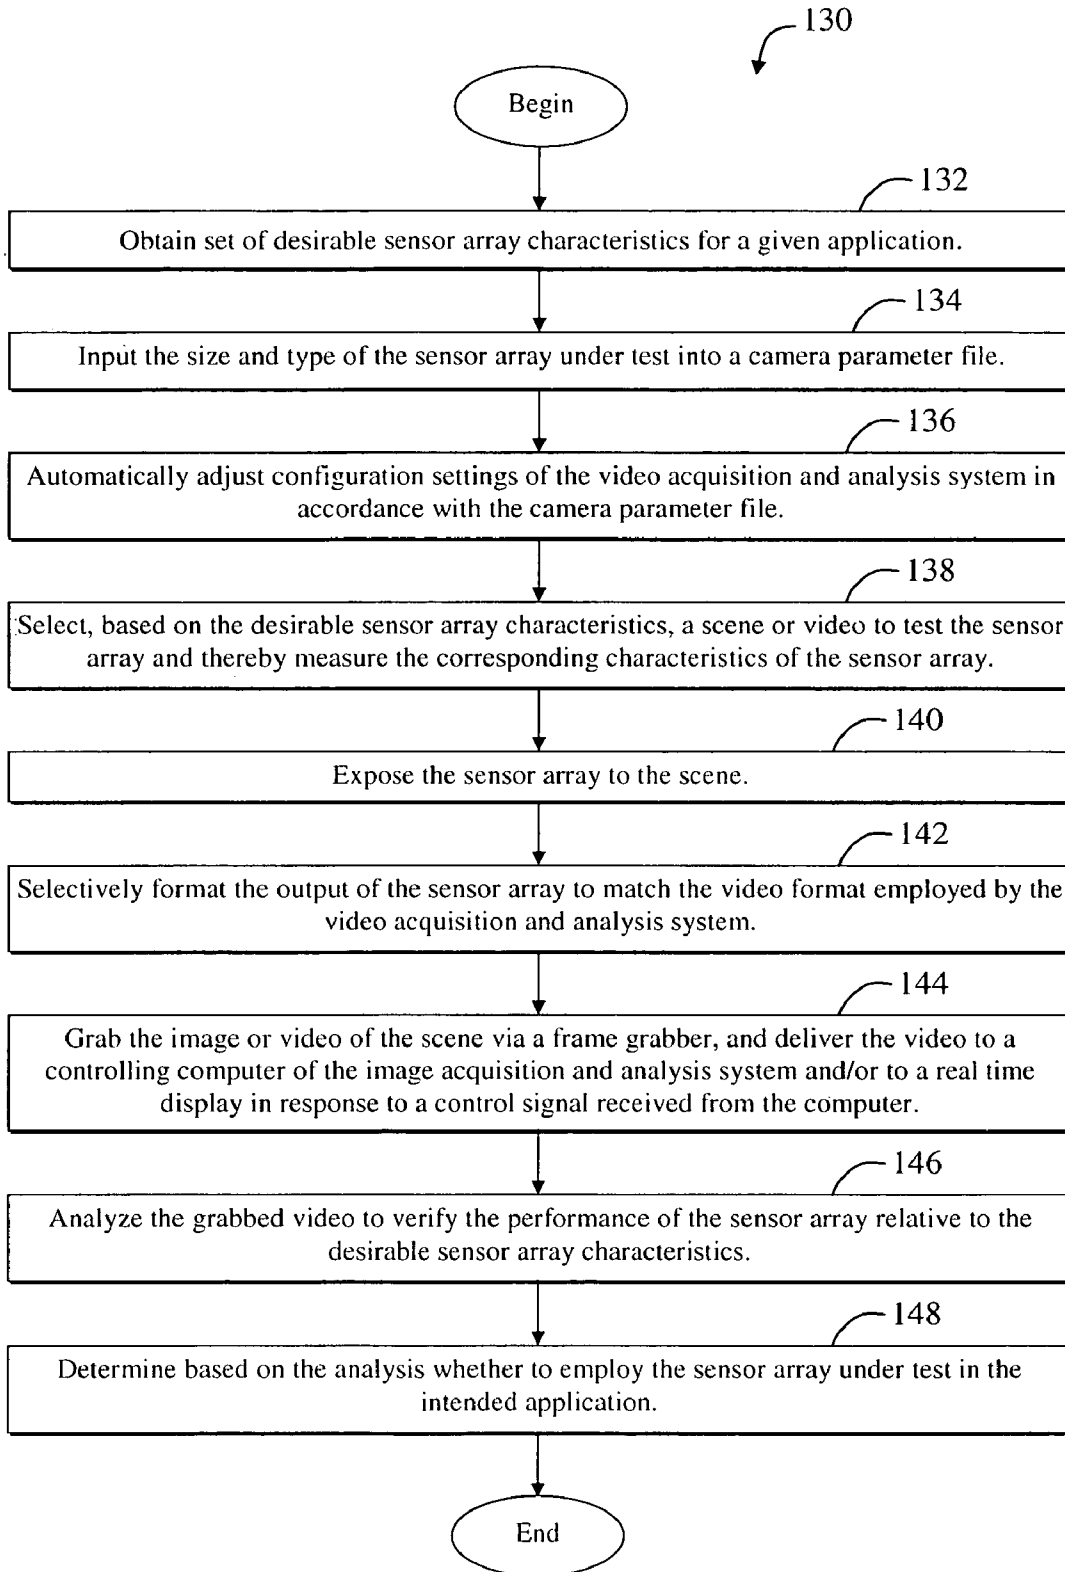 130
Begin
132
Obtain set of desirable sensor array characteristics for a given application.
134
Input the size and type of the sensor array under test into a camera parameter file.
136
Automatically adjust configuration settings of the video acquisition and analysis system in
accordance with the camera parameter file.
138
Select, based on the desirable sensor array characteristics, a scene or video to test the sensor
array and thereby measure the corresponding characteristics of the sensor array.
140
Expose the sensor array to the scene.
142
Selectively format the output of the sensor array to match the video format employed by the
video acquisition and analysis system.
144
Grab the image or video of the scene via a frame grabber, and deliver the video to a
controlling computer of the image acquisition and analysis system and/or to a real time
display in response to a control signal received from the computer.
146
Analyze the grabbed video to verify the performance of the sensor array relative to the
desirable sensor array characteristics.
148
Determine based on the analysis whether to employ the sensor array under test in the
intended application.
End